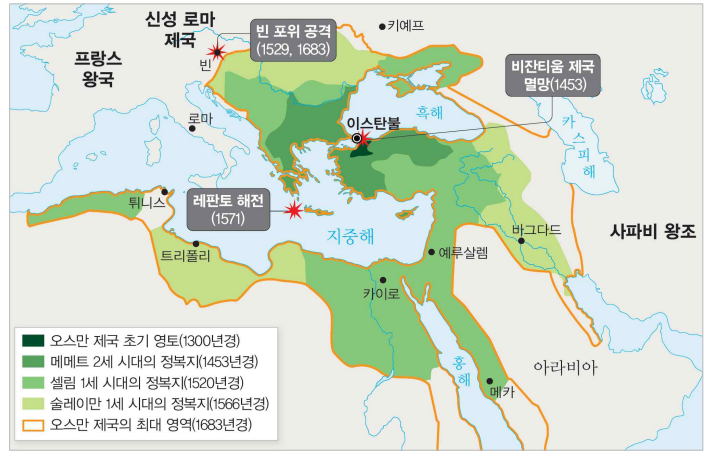 신성 로마
제국
빈 포위 공격
(1529, 1683)
키예프
프랑스
왕국
빈
비잔티움 제국
멸망(1453)
로마
이스탄불
흑해
카스피해
튀니스
레판토 해전
(1571)
지중해
바그다드
사파비 왕조
트리폴리
예루살렘
카이로
홍해
아라비아
메카
오스만 제국 초기 영토(1300년경)
메메트 2세 시대의 정복지(1453년경)
셀림 1세 시대의 정복지(1520년경)
술레이만 1세 시대의 정복지(1566년경)
오스만 제국의 최대 영역(1683년경)